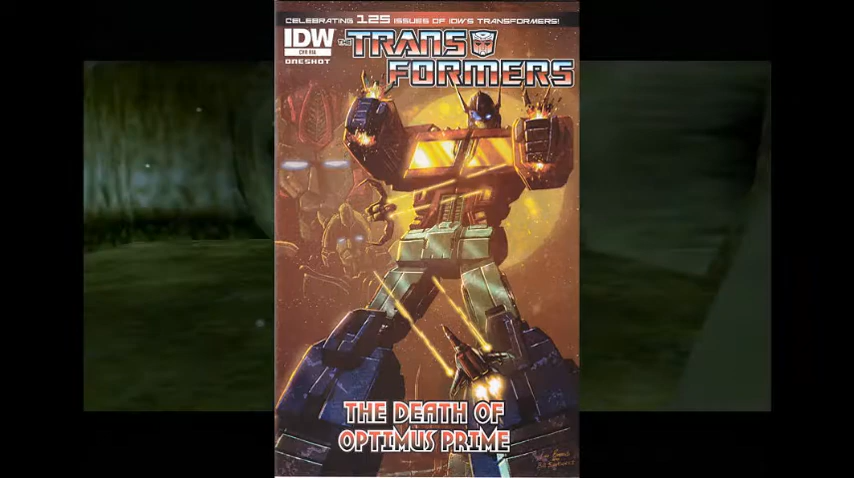 CELEBRATING 125 ISSUES OF IDW'S TRANSFORMERS!
IDW
ONESHOT
THE TRANS
FORMERS
THE DEATH OF
OPTIMUS PRIME